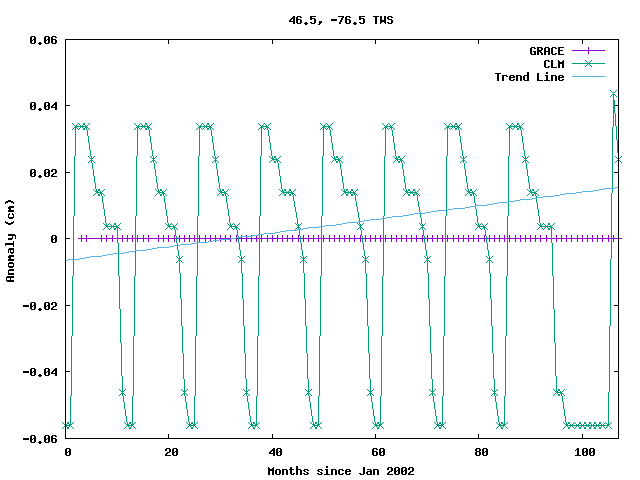 46.5, -76.5 TWS
GRACE
CLM
Trend Line
0.06
0.04
0.02
0
-0.02
-0.04
-0.06
Anomaly (cm)
0 20 40 60 80 100
Months since Jan 2002